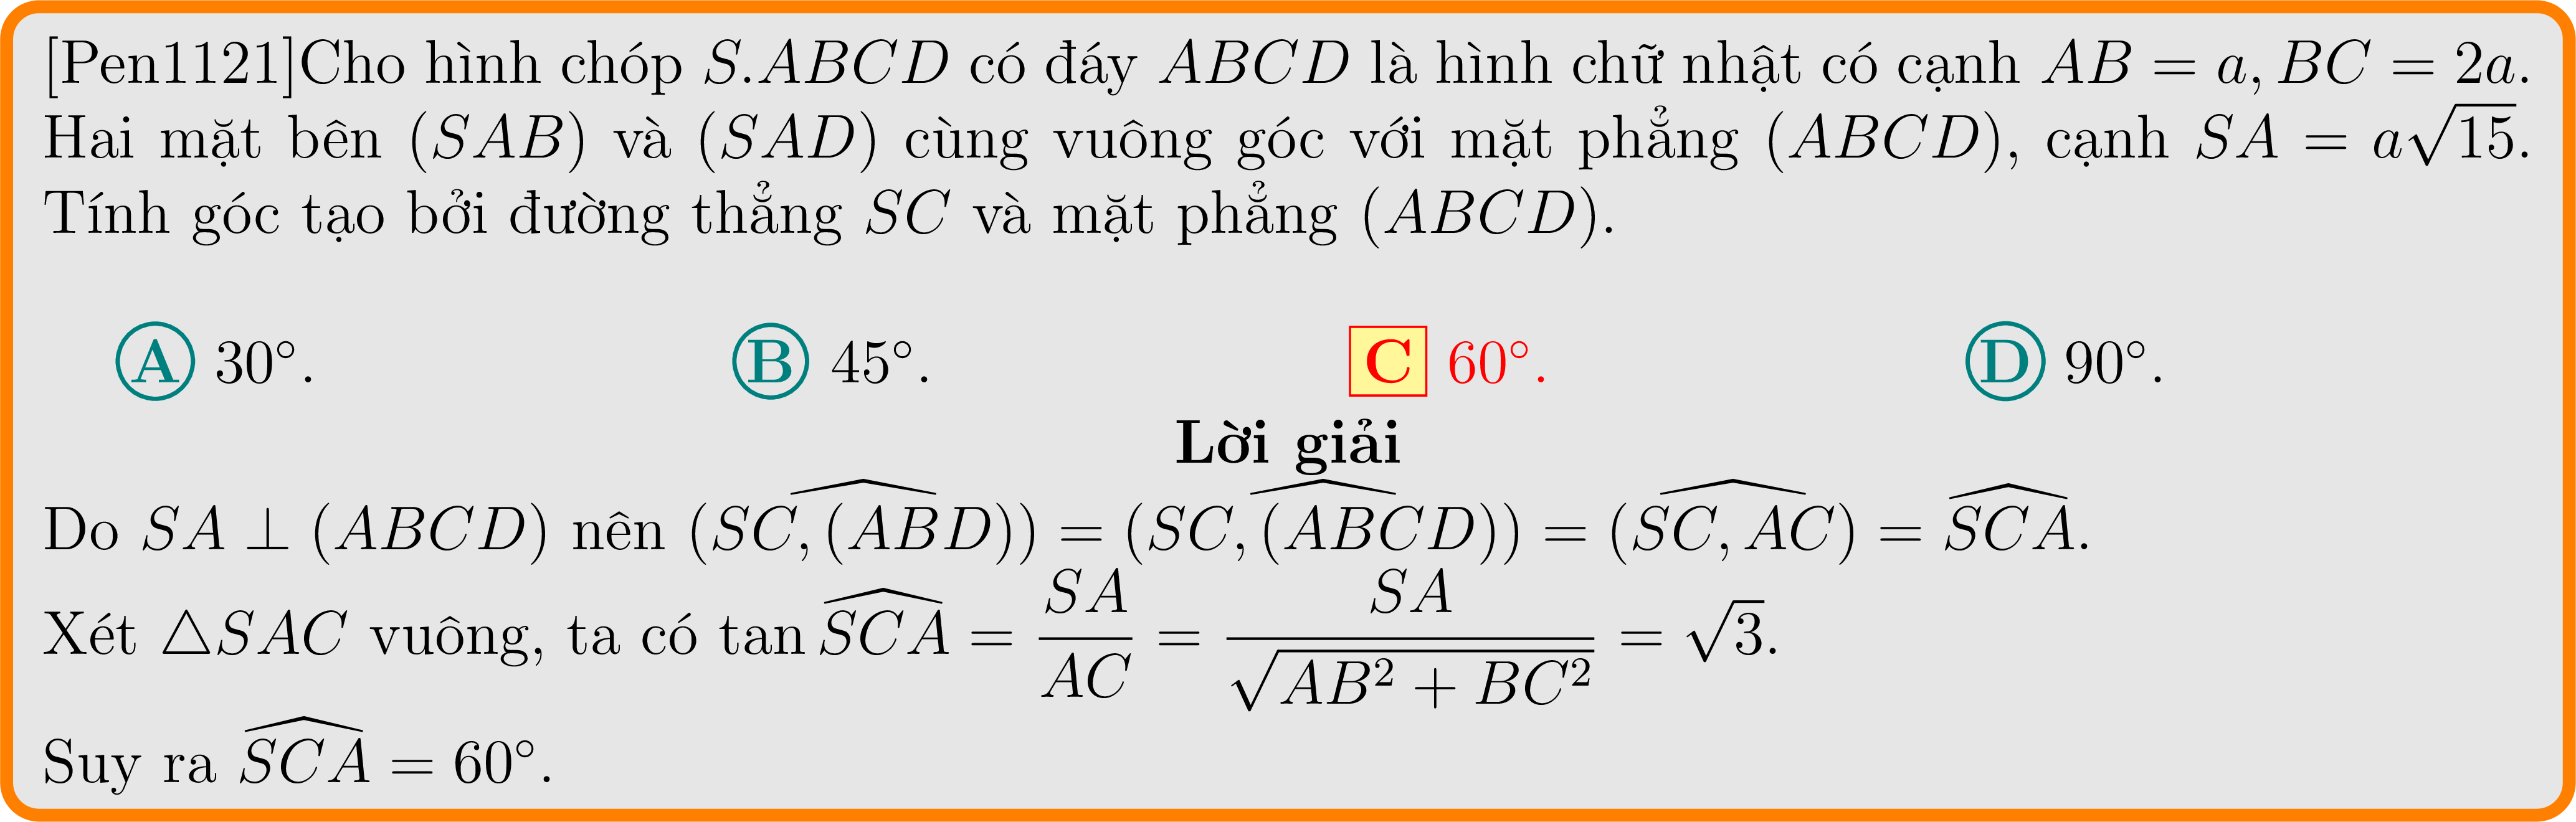 [Pen1121]Cho hình chóp S.ABCD có đáy ABCD là hình chữ nhật có cạnh AB = a, BC = 2a.
Hai mặt bên (SAB) và (SAD) cùng vuông góc với mặt phẳng (ABCD), cạnh SA = a√15.
Tính góc tạo bởi đường thẳng SC và mặt phẳng (ABCD).
A 30°. B 45°. C 60°. D 90°.
Lời giải
Do SA ⊥ (ABCD) nên \widehat{(SC, (ABD))} = \widehat{(SC, (ABCD))} = \widehat{(SC, AC)} = \widehat{SCA}.
Xét △SAC vuông, ta có tan \widehat{SCA} = \frac{SA}{AC} = \frac{SA}{\sqrt{AB^2 + BC^2}} = √3.
Suy ra \widehat{SCA} = 60°.